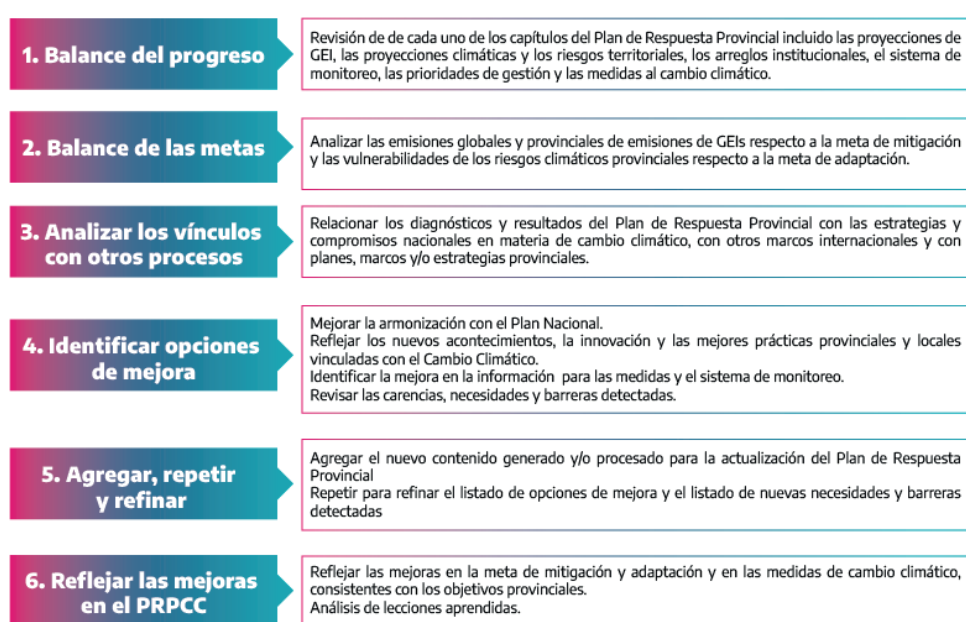 1. Balance del progreso
Revisión de de cada uno de los capítulos del Plan de Respuesta Provincial incluido las proyecciones de
GEI, las proyecciones climáticas y los riesgos territoriales, los arreglos institucionales, el sistema de
monitoreo, las prioridades de gestión y las medidas al cambio climático.
2. Balance de las metas
Analizar las emisiones globales y provinciales de emisiones de GEIs respecto a la meta de mitigación
y las vulnerabilidades de los riesgos climáticos provinciales respecto a la meta de adaptación.
3. Analizar los vínculos
con otros procesos
Relacionar los diagnósticos y resultados del Plan de Respuesta Provincial con las estrategias y
compromisos nacionales en materia de cambio climático, con otros marcos internacionales y con
planes, marcos y/o estrategias provinciales.
4. Identificar opciones
de mejora
Mejorar la armonización con el Plan Nacional.
Reflejar los nuevos acontecimientos, la innovación y las mejores prácticas provinciales y locales
vinculadas con el Cambio Climático.
Identificar la mejora en la información para las medidas y el sistema de monitoreo.
Revisar las carencias, necesidades y barreras detectadas.
5. Agregar, repetir
y refinar
Agregar el nuevo contenido generado y/o procesado para la actualización del Plan de Respuesta
Provincial
Repetir para refinar el listado de opciones de mejora y el listado de nuevas necesidades y barreras
detectadas
6. Reflejar las mejoras
en el PRPCC
Reflejar las mejoras en la meta de mitigación y adaptación y en las medidas de cambio climático,
consistentes con los objetivos provinciales.
Análisis de lecciones aprendidas.